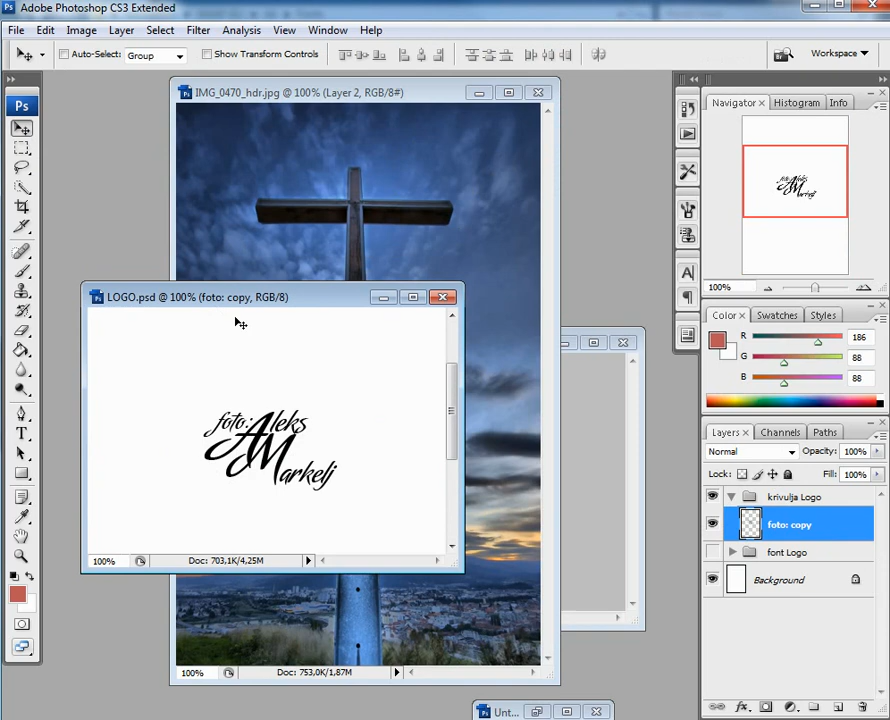 Adobe Photoshop CS3 Extended
File Edit Image Layer Select Filter Analysis View Window Help
Auto-Select: Group Show Transform Controls Workspace
IMG_0470_hdr.jpg @ 100% (Layer 2, RGB/8#)
Ps
Navigator Histogram Info
100%
LOGO.psd @ 100% (foto: copy, RGB/8)
foto: Aleks
AM
Markelj
100% Doc: 703,1K/4,25M
100% Doc: 753,0K/1,87M
Unt...
Color Swatches Styles
R 186
G 88
B 88
Layers Channels Paths
Normal Opacity: 100%
Lock: Fill: 100%
krivulja Logo
foto: copy
font Logo
Background